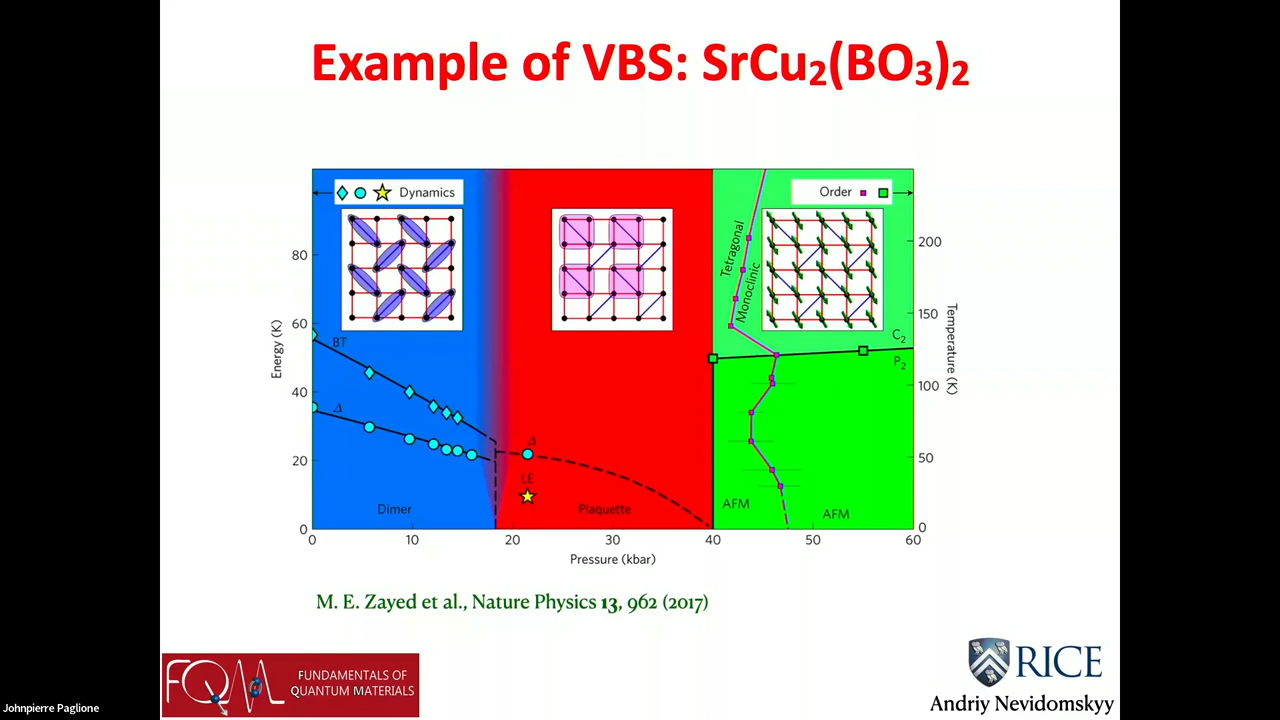 Example of VBS: SrCu₂(BO₃)₂
Dynamics
Order
Tetragonal
Monoclinic
80
60
40
20
0
Energy (K)
BT
Δ
Δ
LE
Dimer
Plaquette
AFM
AFM
C₂
P₂
200
150
100
50
0
Temperature (K)
0 10 20 30 40 50 60
Pressure (kbar)
M. E. Zayed et al., Nature Physics 13, 962 (2017)
FQM
FUNDAMENTALS OF
QUANTUM MATERIALS
RICE
Andriy Nevidomskyy
Johnpierre Paglione